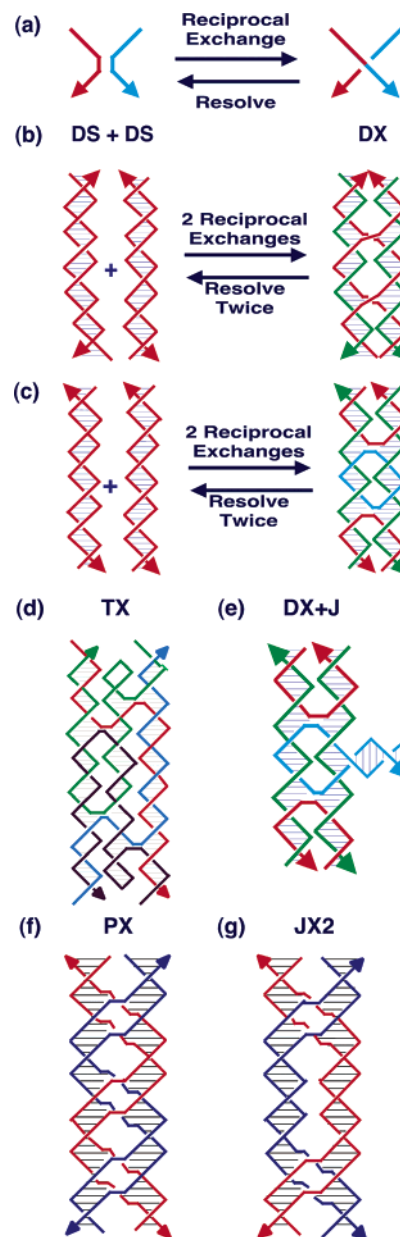 (a)
Reciprocal
Exchange
Resolve
(b) DS + DS DX
2 Reciprocal
Exchanges
+
Resolve
Twice
(c)
2 Reciprocal
Exchanges
+
Resolve
Twice
(d) TX (e) DX+J
(f) PX (g) JX2